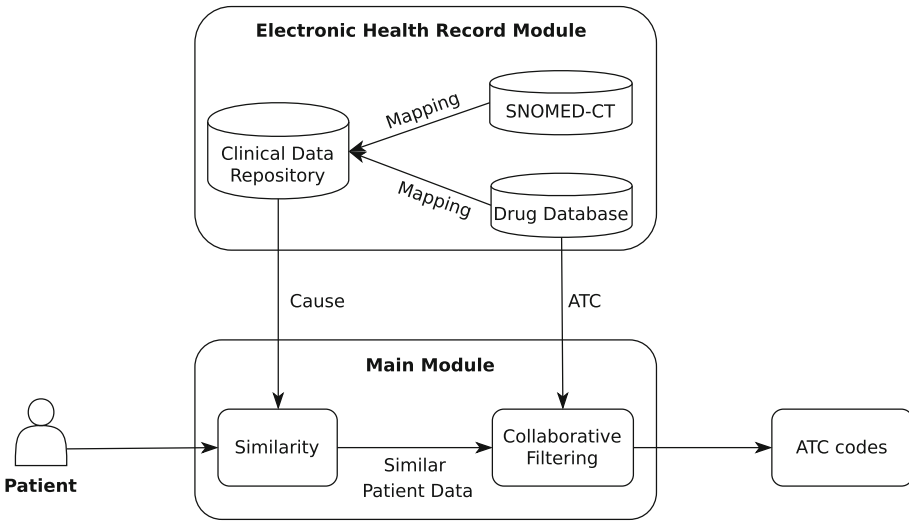 Electronic Health Record Module
Mapping
SNOMED-CT
Clinical Data
Repository
Mapping
Drug Database
Cause
ATC
Main Module
Similarity
Collaborative
Filtering
ATC codes
Similar
Patient Data
Patient